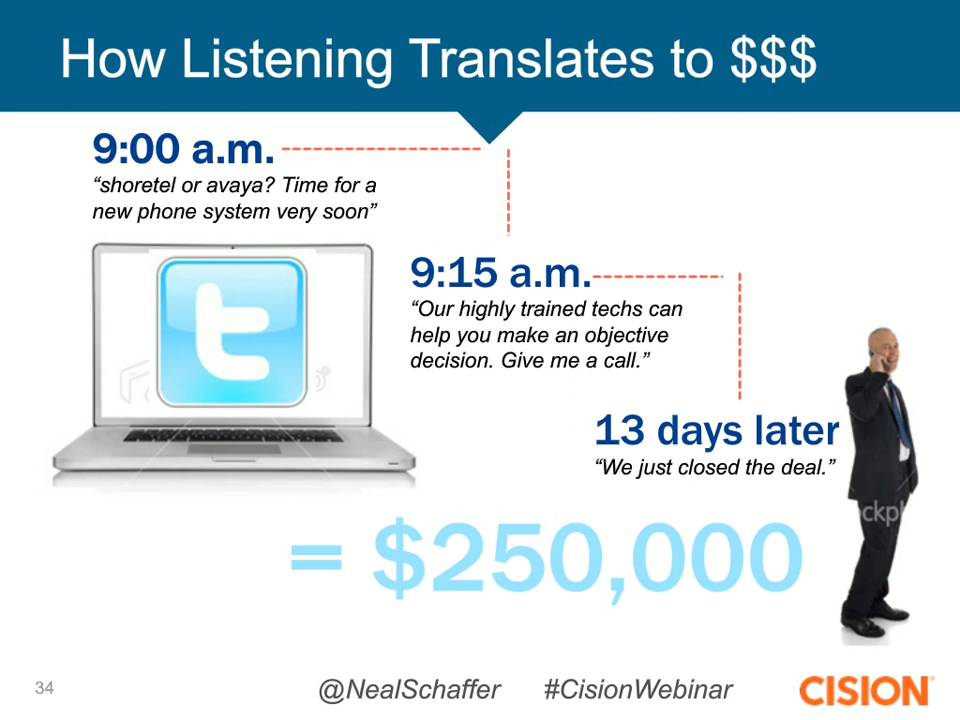 How Listening Translates to $$$
9:00 a.m.
“shoretel or avaya? Time for a
new phone system very soon”
t
9:15 a.m.
“Our highly trained techs can
help you make an objective
decision. Give me a call.”
13 days later
“We just closed the deal.”
ockph
= $250,000
34
@NealSchaffer
#CisionWebinar
CISION®